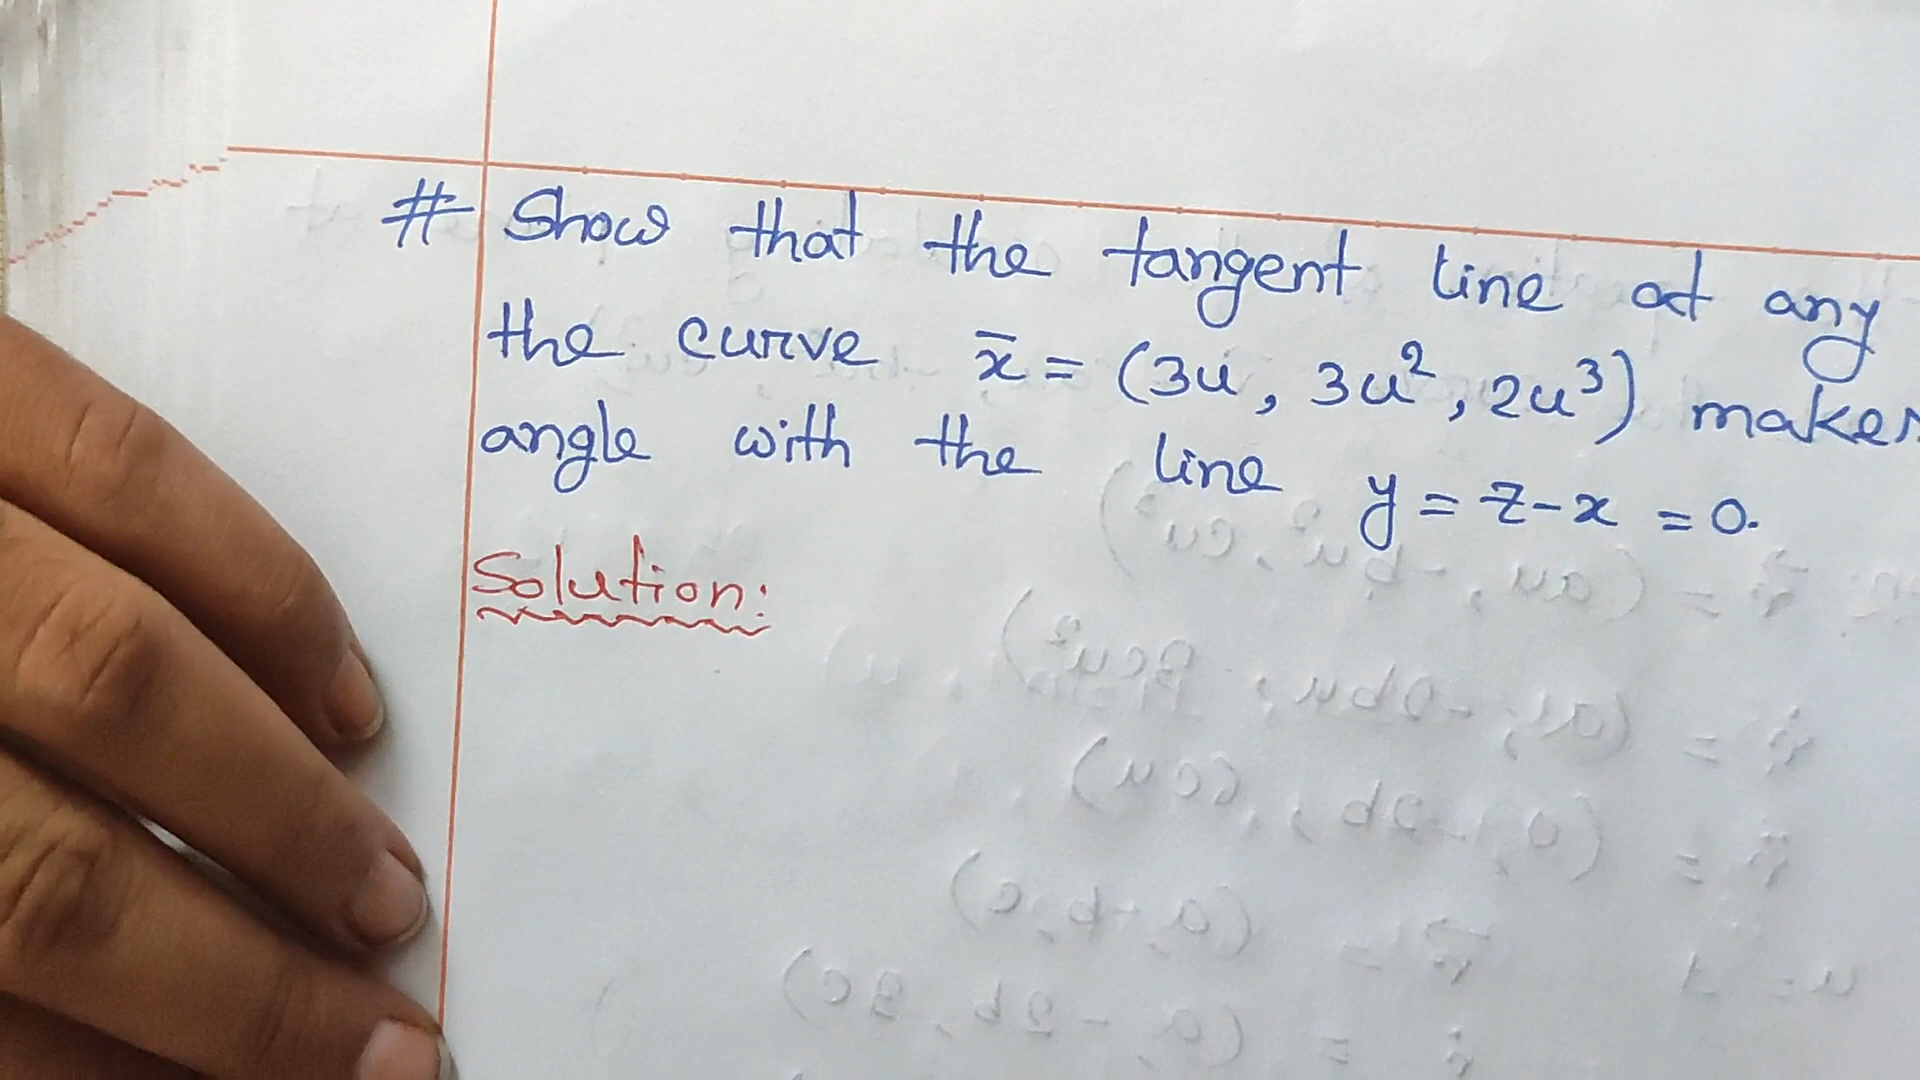 # Show that the tangent line at any
the curve x̄ = (3u, 3u², 2u³) makes
angle with the line y = z - x = 0.
Solution: